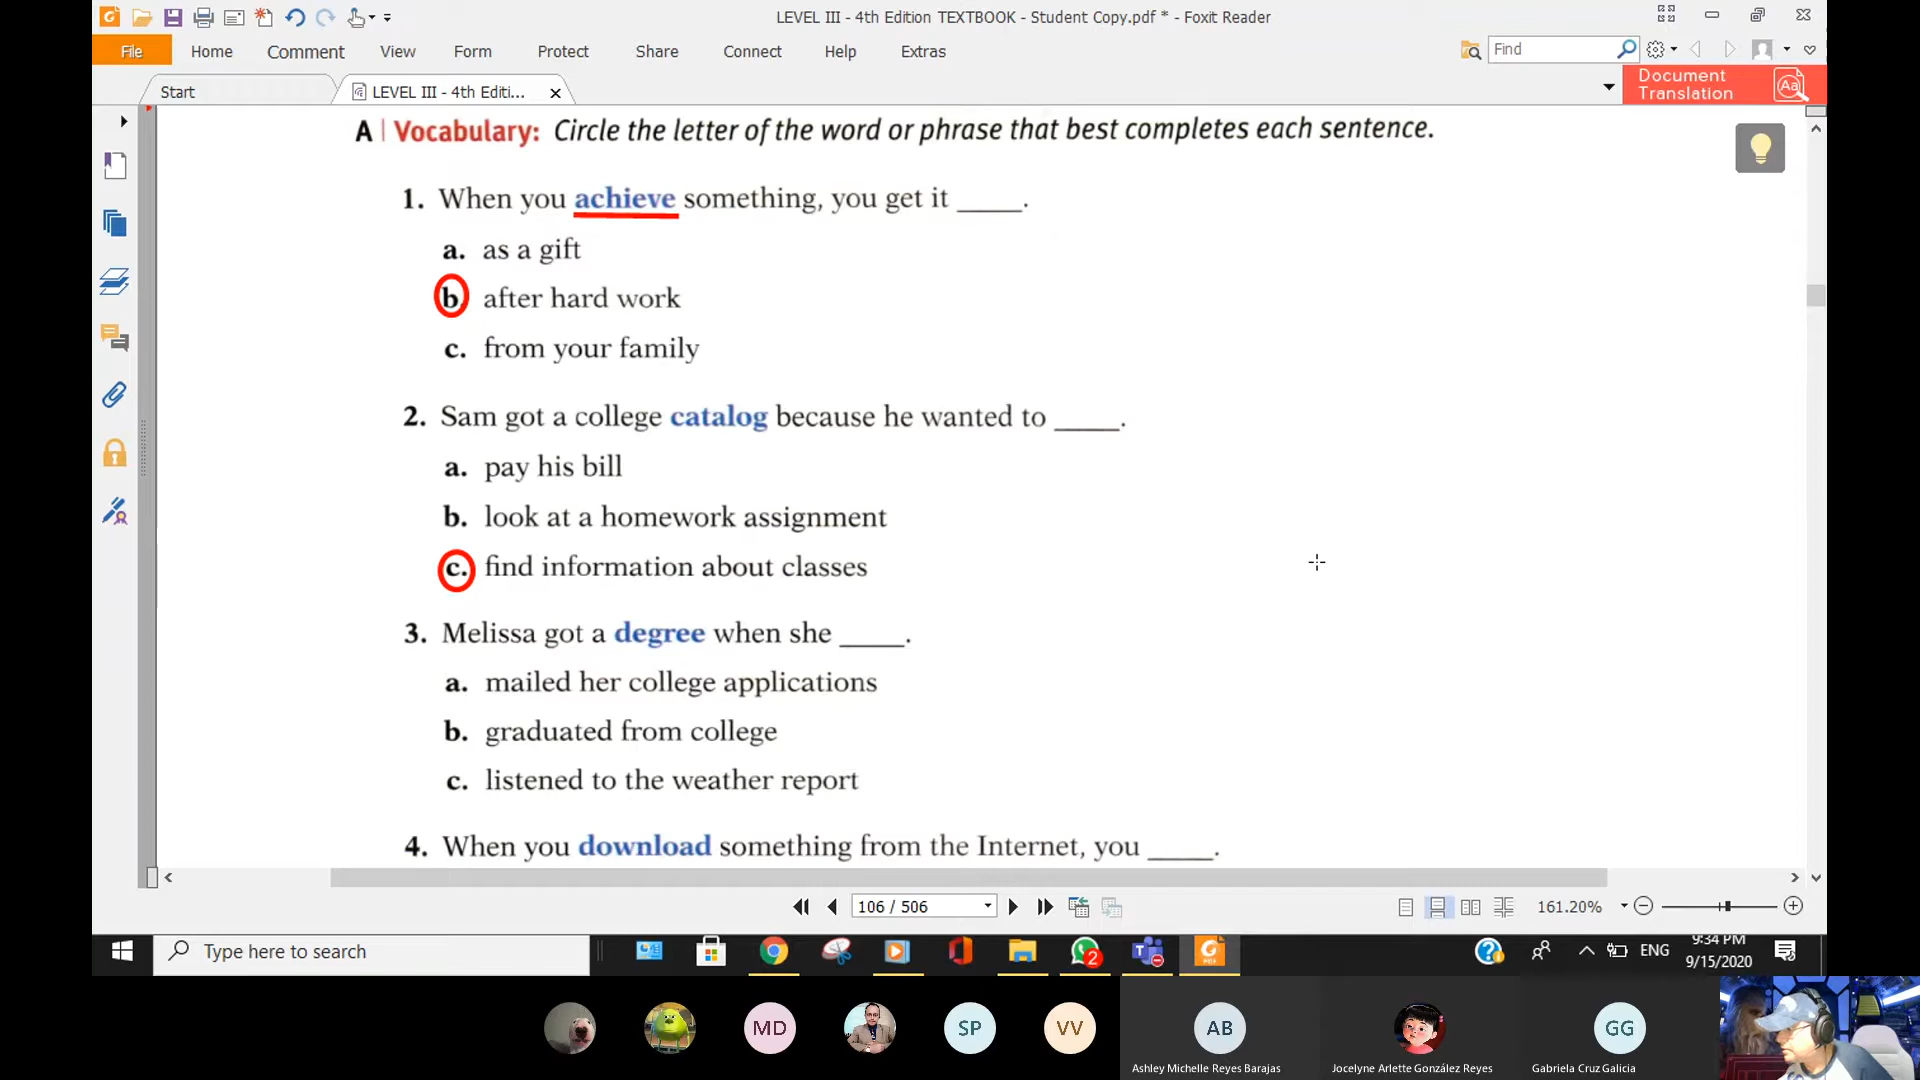 LEVEL III - 4th Edition TEXTBOOK - Student Copy.pdf * - Foxit Reader
File Home Comment View Form Protect Share Connect Help Extras
Find
Start
LEVEL III - 4th Editi...
Document
Translation
A | Vocabulary: Circle the letter of the word or phrase that best completes each sentence.
1. When you achieve something, you get it _____.
a. as a gift
b. after hard work
c. from your family
2. Sam got a college catalog because he wanted to _____.
a. pay his bill
b. look at a homework assignment
c. find information about classes
3. Melissa got a degree when she _____.
a. mailed her college applications
b. graduated from college
c. listened to the weather report
4. When you download something from the Internet, you _____.
106 / 506
161.20%
Type here to search
2
ENG
9:34 PM
9/15/2020
MD
SP
VV
AB
GG
Ashley Michelle Reyes Barajas
Jocelyne Arlette González Reyes
Gabriela Cruz Galicia